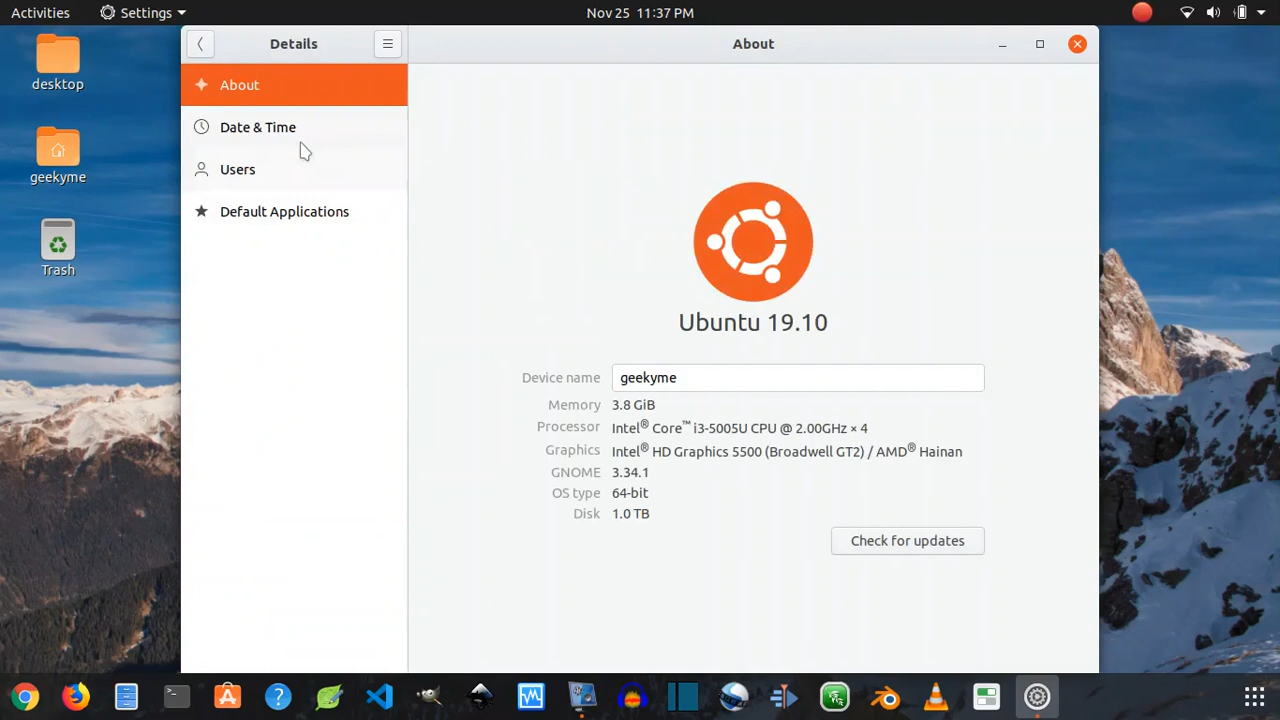 Activities
Settings
Nov 25 11:37 PM
desktop
geekyme
Trash
Details
About
Date & Time
Users
Default Applications
About
Ubuntu 19.10
Device name geekyme
Memory 3.8 GiB
Processor Intel® Core™ i3-5005U CPU @ 2.00GHz × 4
Graphics Intel® HD Graphics 5500 (Broadwell GT2) / AMD® Hainan
GNOME 3.34.1
OS type 64-bit
Disk 1.0 TB
Check for updates